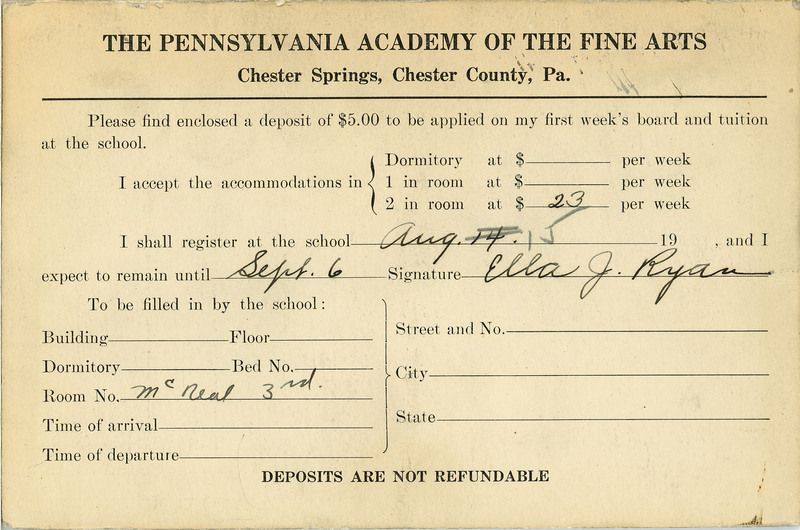 THE PENNSYLVANIA ACADEMY OF THE FINE ARTS
Chester Springs, Chester County, Pa.
Please find enclosed a deposit of $5.00 to be applied on my first week's board and tuition
at the school.
I accept the accommodations in
Dormitory at $ per week
1 in room at $ per week
2 in room at $ 23 per week
I shall register at the school Aug. 14. 15 19 , and I
expect to remain until Sept. 6 Signature Ella J. Ryan
To be filled in by the school:
Building Floor
Dormitory Bed No.
Room No. McNeal 3rd.
Time of arrival
Time of departure
Street and No.
City
State
DEPOSITS ARE NOT REFUNDABLE